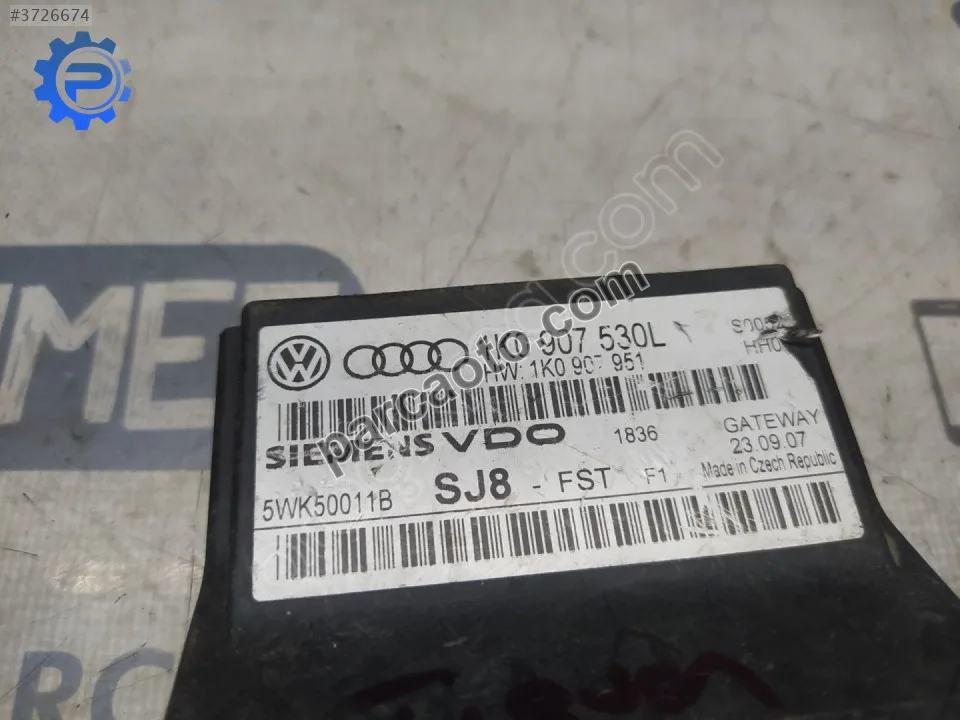 #3726674
P
1K0 907 530L
HW: 1K0 907 951
SIEMENS VDO
1836
GATEWAY
23.09.07
Made in Czech Republic
5WK50011B
SJ8 - FST F1
parcaoto.com